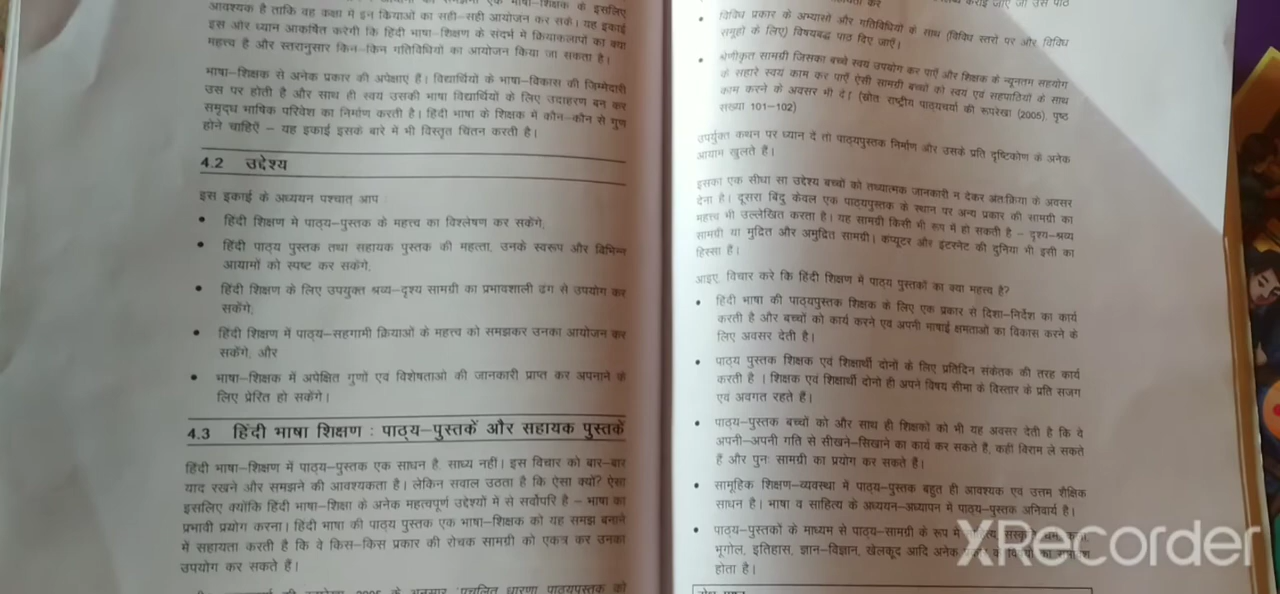 आवश्यक है ताकि वह कक्षा में इन क्रियाओं का सही-सही आयोजन कर सके। यह इकाई
इस ओर ध्यान आकर्षित करेगी कि हिंदी भाषा-शिक्षण के संदर्भ में क्रियाकलापों का क्या
महत्त्व है और स्तरानुसार किन-किन गतिविधियों का आयोजन किया जा सकता है।
भाषा-शिक्षक से अनेक प्रकार की अपेक्षाएँ हैं। विद्यार्थियों के भाषा-विकास की जिम्मेदारी
उस पर होती है और साथ ही स्वयं उसकी भाषा विद्यार्थियों के लिए उदाहरण बन कर
समृद्ध भाषिक परिवेश का निर्माण करती है। हिंदी भाषा के शिक्षक में कौन-कौन से गुण
होने चाहिएँ - यह इकाई इसके बारे में भी विस्तृत चिंतन करती है।
4.2 उद्देश्य
इस इकाई के अध्ययन पश्चात आप
• हिंदी शिक्षण में पाठ्य-पुस्तक के महत्त्व का विश्लेषण कर सकेंगे;
• हिंदी पाठ्य पुस्तक तथा सहायक पुस्तक की महत्ता, उनके स्वरूप और विभिन्न
आयामों को स्पष्ट कर सकेंगे;
• हिंदी शिक्षण के लिए उपयुक्त श्रव्य-दृश्य सामग्री का प्रभावशाली ढंग से उपयोग कर
सकेंगे;
• हिंदी शिक्षण में पाठ्य-सहगामी क्रियाओं के महत्त्व को समझकर उनका आयोजन कर
सकेंगे; और
• भाषा-शिक्षक में अपेक्षित गुणों एवं विशेषताओं की जानकारी प्राप्त कर अपनाने के
लिए प्रेरित हो सकेंगे।
4.3 हिंदी भाषा शिक्षण : पाठ्य-पुस्तकें और सहायक पुस्तकें
हिंदी भाषा-शिक्षण में पाठ्य-पुस्तक एक साधन है, साध्य नहीं। इस विचार को बार-बार
याद रखने और समझने की आवश्यकता है। लेकिन सवाल उठता है कि ऐसा क्यों? ऐसा
इसलिए क्योंकि हिंदी भाषा-शिक्षा के अनेक महत्वपूर्ण उद्देश्यों में से सर्वोपरि है - भाषा का
प्रभावी प्रयोग करना। हिंदी भाषा की पाठ्य पुस्तक एक भाषा-शिक्षक को यह समझ बनाने
में सहायता करती है कि वे किस-किस प्रकार की रोचक सामग्री को एकत्र कर उनका
उपयोग कर सकते हैं।
2005 के अनुसार 'प्रचलित धारणा पाठ्यपुस्तक को
• विविध प्रकार के अभ्यासों और गतिविधियों के साथ (विविध स्तरों पर और विविध
समूहों के लिए) विषयबद्ध पाठ दिए जाएँ।
• श्रेणीकृत सामग्री जिसका बच्चे स्वयं उपयोग कर पाएँ और शिक्षक के न्यूनतम सहयोग
के सहारे स्वयं काम कर पाएँ ऐसी सामग्री बच्चों को स्वयं एवं सहपाठियों के साथ
काम करने के अवसर भी दे। (स्रोत राष्ट्रीय पाठ्यचर्या की रूपरेखा (2005), पृष्ठ
संख्या 101-102)
उपर्युक्त कथन पर ध्यान दें तो पाठ्यपुस्तक निर्माण और उसके प्रति दृष्टिकोण के अनेक
आयाम खुलते हैं।
इसका एक सीधा सा उद्देश्य बच्चों को तथ्यात्मक जानकारी न देकर अंतःक्रिया के अवसर
देना है। दूसरा बिंदु केवल एक पाठ्यपुस्तक के स्थान पर अन्य प्रकार की सामग्री का
महत्त्व भी उल्लेखित करता है। यह सामग्री किसी भी रूप में हो सकती है - दृश्य-श्रव्य
सामग्री या मुद्रित और अमुद्रित सामग्री। कंप्यूटर और इंटरनेट की दुनिया भी इसी का
हिस्सा है।
आइए, विचार करें कि हिंदी शिक्षण में पाठ्य पुस्तकों का क्या महत्त्व है?
• हिंदी भाषा की पाठ्यपुस्तक शिक्षक के लिए एक प्रकार से दिशा-निर्देश का कार्य
करती है और बच्चों को कार्य करने एवं अपनी भाषाई क्षमताओं का विकास करने के
लिए अवसर देती है।
• पाठ्य पुस्तक शिक्षक एवं शिक्षार्थी दोनों के लिए प्रतिदिन संकेतक की तरह कार्य
करती है । शिक्षक एवं शिक्षार्थी दोनों ही अपने विषय सीमा के विस्तार के प्रति सजग
एवं अवगत रहते हैं।
• पाठ्य-पुस्तक बच्चों को और साथ ही शिक्षकों को भी यह अवसर देती है कि वे
अपनी-अपनी गति से सीखने-सिखाने का कार्य कर सकते हैं, कहीं विराम ले सकते
हैं और पुनः सामग्री का प्रयोग कर सकते हैं।
• सामूहिक शिक्षण-व्यवस्था में पाठ्य-पुस्तक बहुत ही आवश्यक एवं उत्तम शैक्षिक
साधन है। भाषा व साहित्य के अध्ययन-अध्यापन में पाठ्य-पुस्तक अनिवार्य है।
• पाठ्य-पुस्तकों के माध्यम से पाठ्य-सामग्री के रूप में
भूगोल, इतिहास, ज्ञान-विज्ञान, खेलकूद आदि अनेक
होता है।
XRecorder